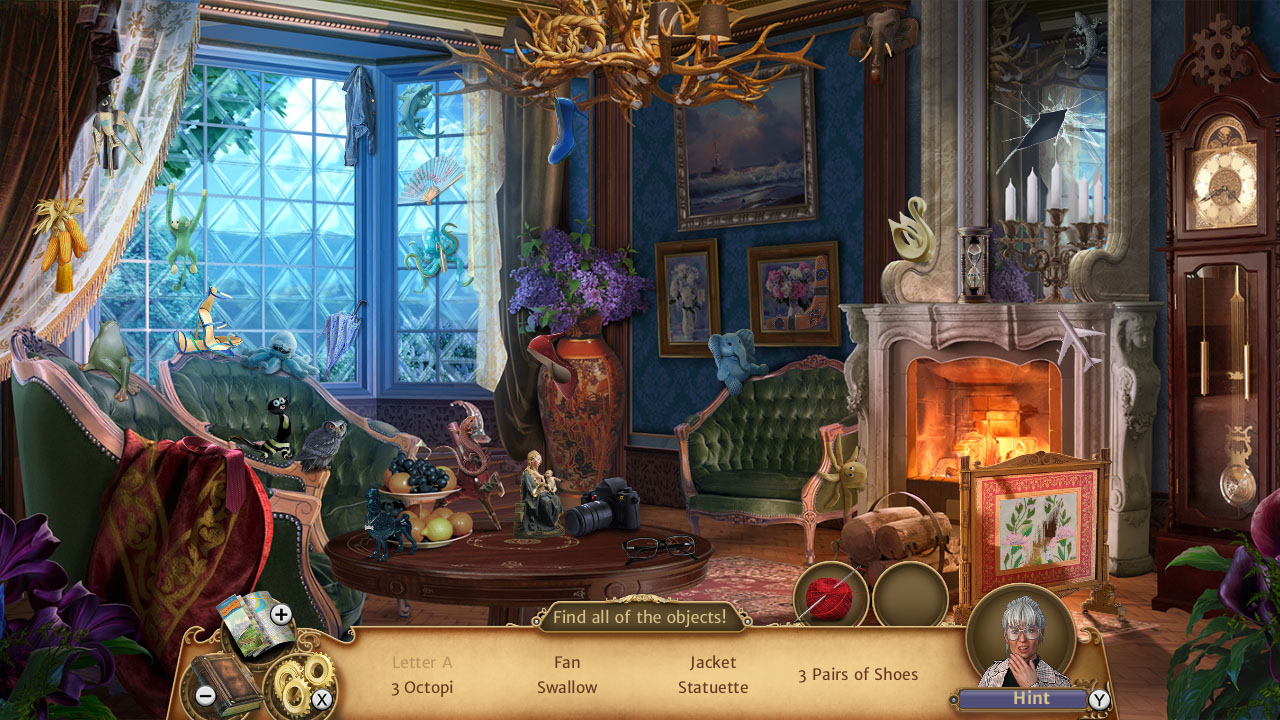 Find all of the objects!
Letter A
Fan
Jacket
3 Pairs of Shoes
3 Octopi
Swallow
Statuette
X
Hint
Y